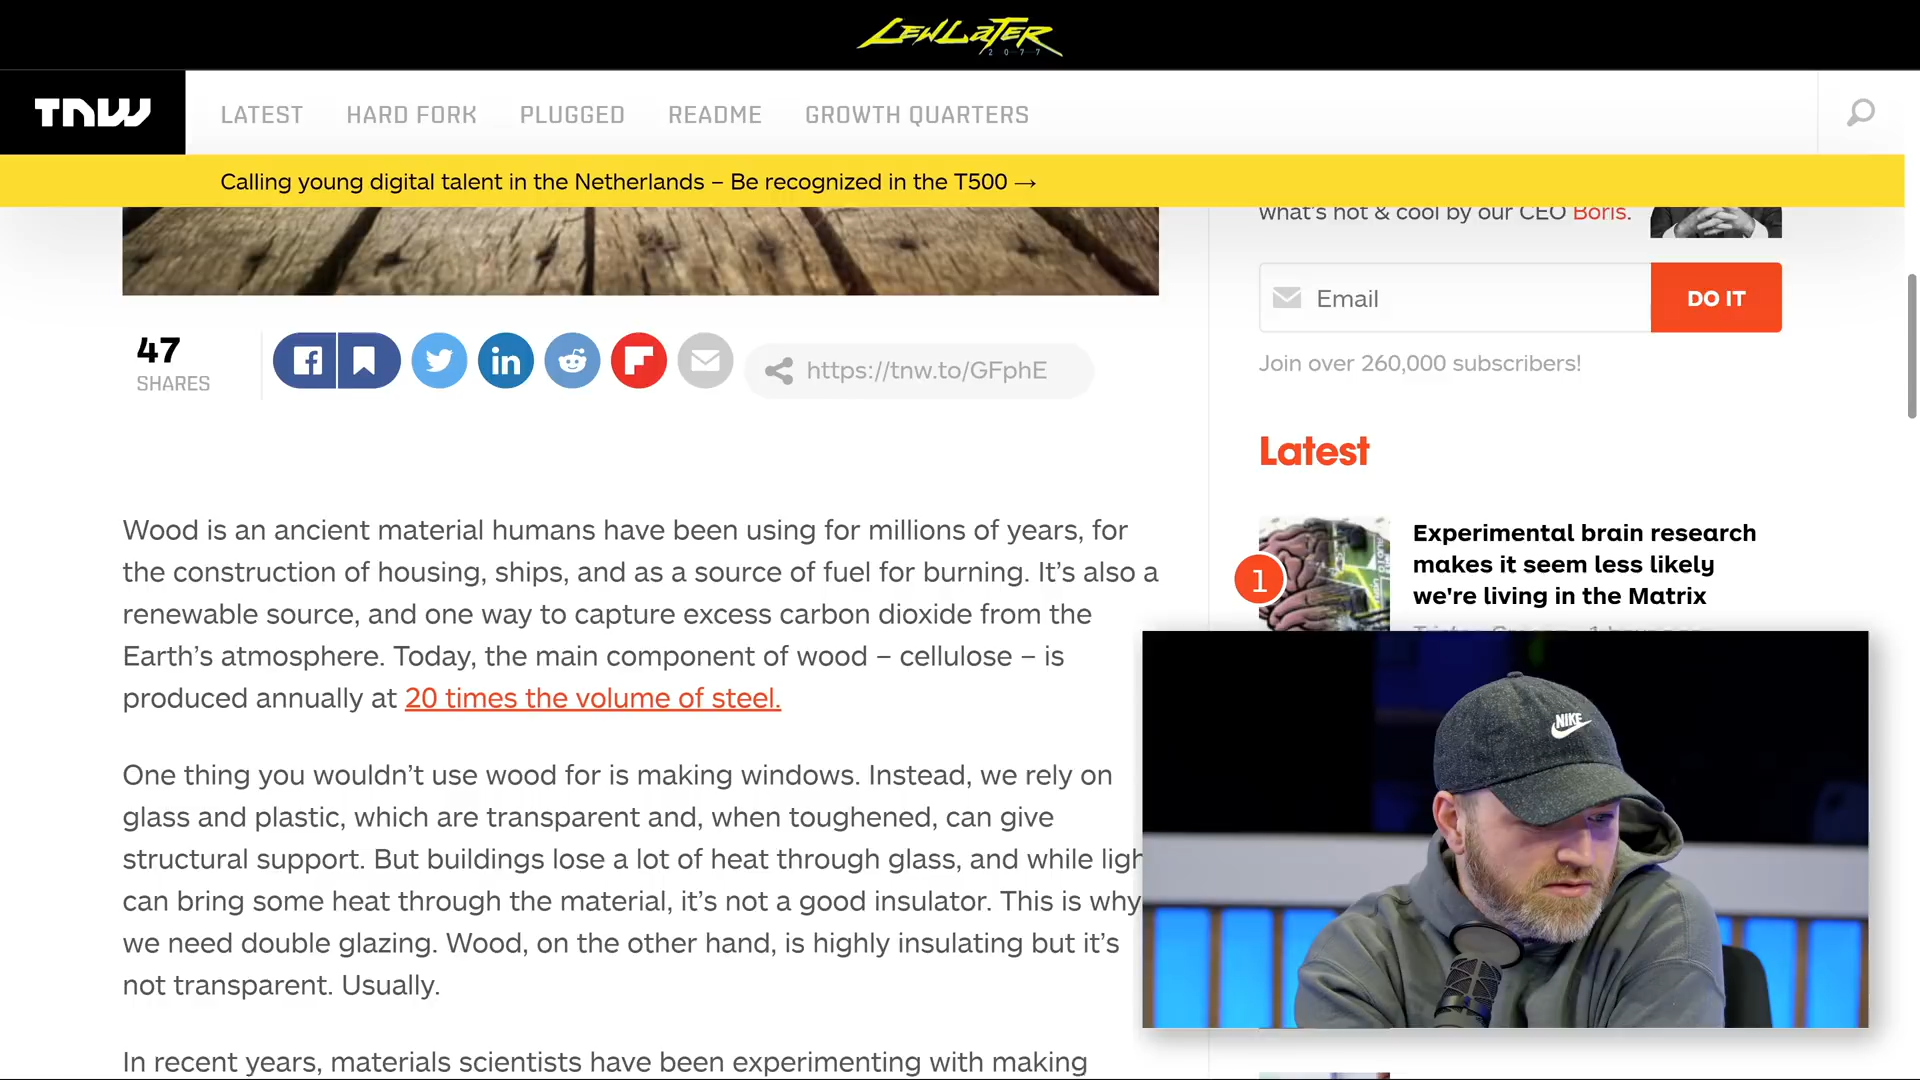 LEWLATER
2077
TNW
LATEST
HARD FORK
PLUGGED
README
GROWTH QUARTERS
Calling young digital talent in the Netherlands – Be recognized in the T500 →
what's hot & cool by our CEO Boris.
Email
DO IT
Join over 260,000 subscribers!
47
SHARES
https://tnw.to/GFphE
Latest
1
Experimental brain research
makes it seem less likely
we're living in the Matrix
Wood is an ancient material humans have been using for millions of years, for
the construction of housing, ships, and as a source of fuel for burning. It's also a
renewable source, and one way to capture excess carbon dioxide from the
Earth's atmosphere. Today, the main component of wood – cellulose – is
produced annually at 20 times the volume of steel.
One thing you wouldn't use wood for is making windows. Instead, we rely on
glass and plastic, which are transparent and, when toughened, can give
structural support. But buildings lose a lot of heat through glass, and while ligh
can bring some heat through the material, it's not a good insulator. This is why
we need double glazing. Wood, on the other hand, is highly insulating but it's
not transparent. Usually.
In recent years, materials scientists have been experimenting with making
NIKE